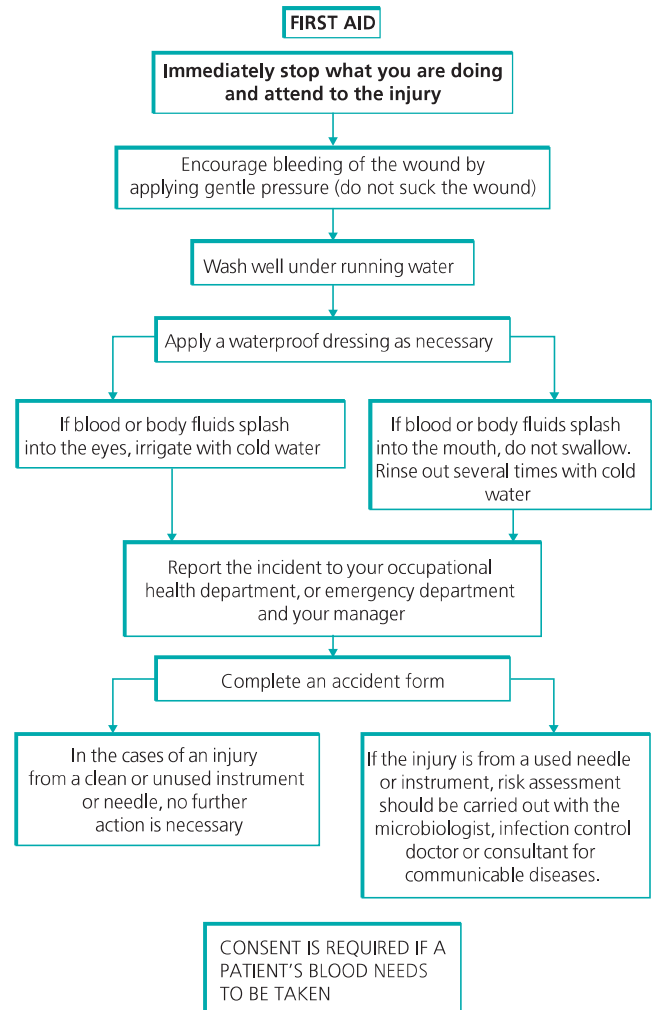 FIRST AID
Immediately stop what you are doing
and attend to the injury
Encourage bleeding of the wound by
applying gentle pressure (do not suck the wound)
Wash well under running water
Apply a waterproof dressing as necessary
If blood or body fluids splash
into the eyes, irrigate with cold water
If blood or body fluids splash
into the mouth, do not swallow.
Rinse out several times with cold
water
Report the incident to your occupational
health department, or emergency department
and your manager
Complete an accident form
In the cases of an injury
from a clean or unused instrument
or needle, no further
action is necessary
If the injury is from a used needle
or instrument, risk assessment
should be carried out with the
microbiologist, infection control
doctor or consultant for
communicable diseases.
CONSENT IS REQUIRED IF A
PATIENT'S BLOOD NEEDS
TO BE TAKEN